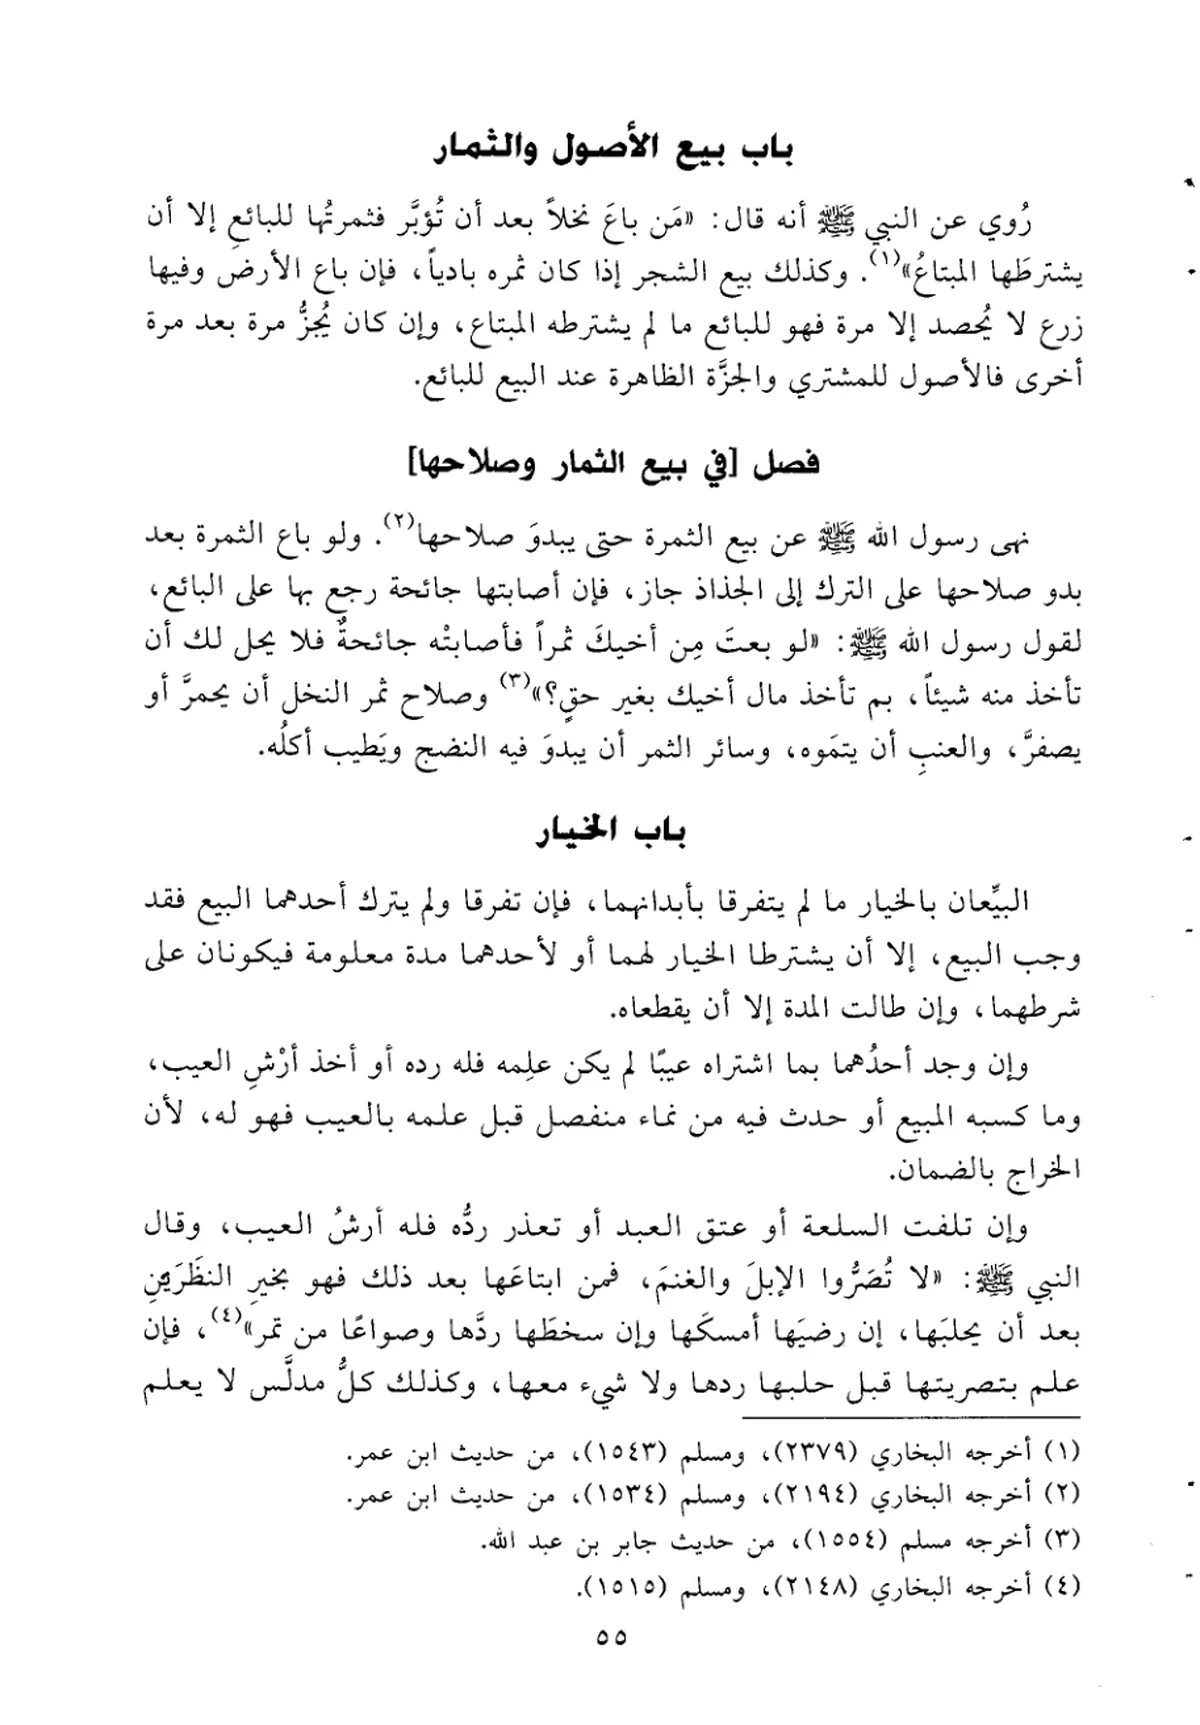 باب بيع الأصول والثمار
رُوي عن النبي ﷺ أنه قال: «مَن باعَ نخلاً بعد أن تُؤبَّر فثمرتُها للبائعِ إلا أن
يشترطَها المبتاعُ»(١). وكذلك بيع الشجر إذا كان ثمره بادياً، فإن باع الأرض وفيها
زرع لا يُحصد إلا مرة فهو للبائع ما لم يشترطه المبتاع، وإن كان يُجزُّ مرة بعد مرة
أخرى فالأصول للمشتري والجزَّة الظاهرة عند البيع للبائع.
فصل [في بيع الثمار وصلاحها]
نهى رسول الله ﷺ عن بيع الثمرة حتى يبدوَ صلاحها(٢). ولو باع الثمرة بعد
بدو صلاحها على الترك إلى الجذاذ جاز، فإن أصابتها جائحة رجع بها على البائع،
لقول رسول الله ﷺ: «لو بعتَ مِن أخيكَ ثمراً فأصابتْه جائحةٌ فلا يحل لك أن
تأخذ منه شيئاً، بم تأخذ مال أخيك بغير حقٍ؟»(٣) وصلاح ثمر النخل أن يحمرَّ أو
يصفرَّ، والعنبِ أن يتمَوه، وسائر الثمر أن يبدوَ فيه النضج ويَطيب أكلُه.
باب الخيار
البيِّعان بالخيار ما لم يتفرقا بأبدانهما، فإن تفرقا ولم يترك أحدهما البيع فقد
وجب البيع، إلا أن يشترطا الخيار لهما أو لأحدهما مدة معلومة فيكونان على
شرطهما، وإن طالت المدة إلا أن يقطعاه.
وإن وجد أحدُهما بما اشتراه عيبًا لم يكن علِمه فله رده أو أخذ أرْشِ العيب،
وما كسبه المبيع أو حدث فيه من نماء منفصل قبل علمه بالعيب فهو له، لأن
الخراج بالضمان.
وإن تلفت السلعة أو عتق العبد أو تعذر ردُّه فله أرشُ العيب، وقال
النبي ﷺ: «لا تُصَرُّوا الإبلَ والغنمَ، فمن ابتاعَها بعد ذلك فهو بخيرِ النظَرَينِ
بعد أن يحلبَها، إن رضيَها أمسكَها وإن سخطَها ردَّها وصواعًا من تمر»(٤)، فإن
علم بتصريتها قبل حلبها ردها ولا شيء معها، وكذلك كلُّ مدلَّس لا يعلم
(١) أخرجه البخاري (٢٣٧٩)، ومسلم (١٥٤٣)، من حديث ابن عمر.
(٢) أخرجه البخاري (٢١٩٤)، ومسلم (١٥٣٤)، من حديث ابن عمر.
(٣) أخرجه مسلم (١٥٥٤)، من حديث جابر بن عبد الله.
(٤) أخرجه البخاري (٢١٤٨)، ومسلم (١٥١٥).
٥٥